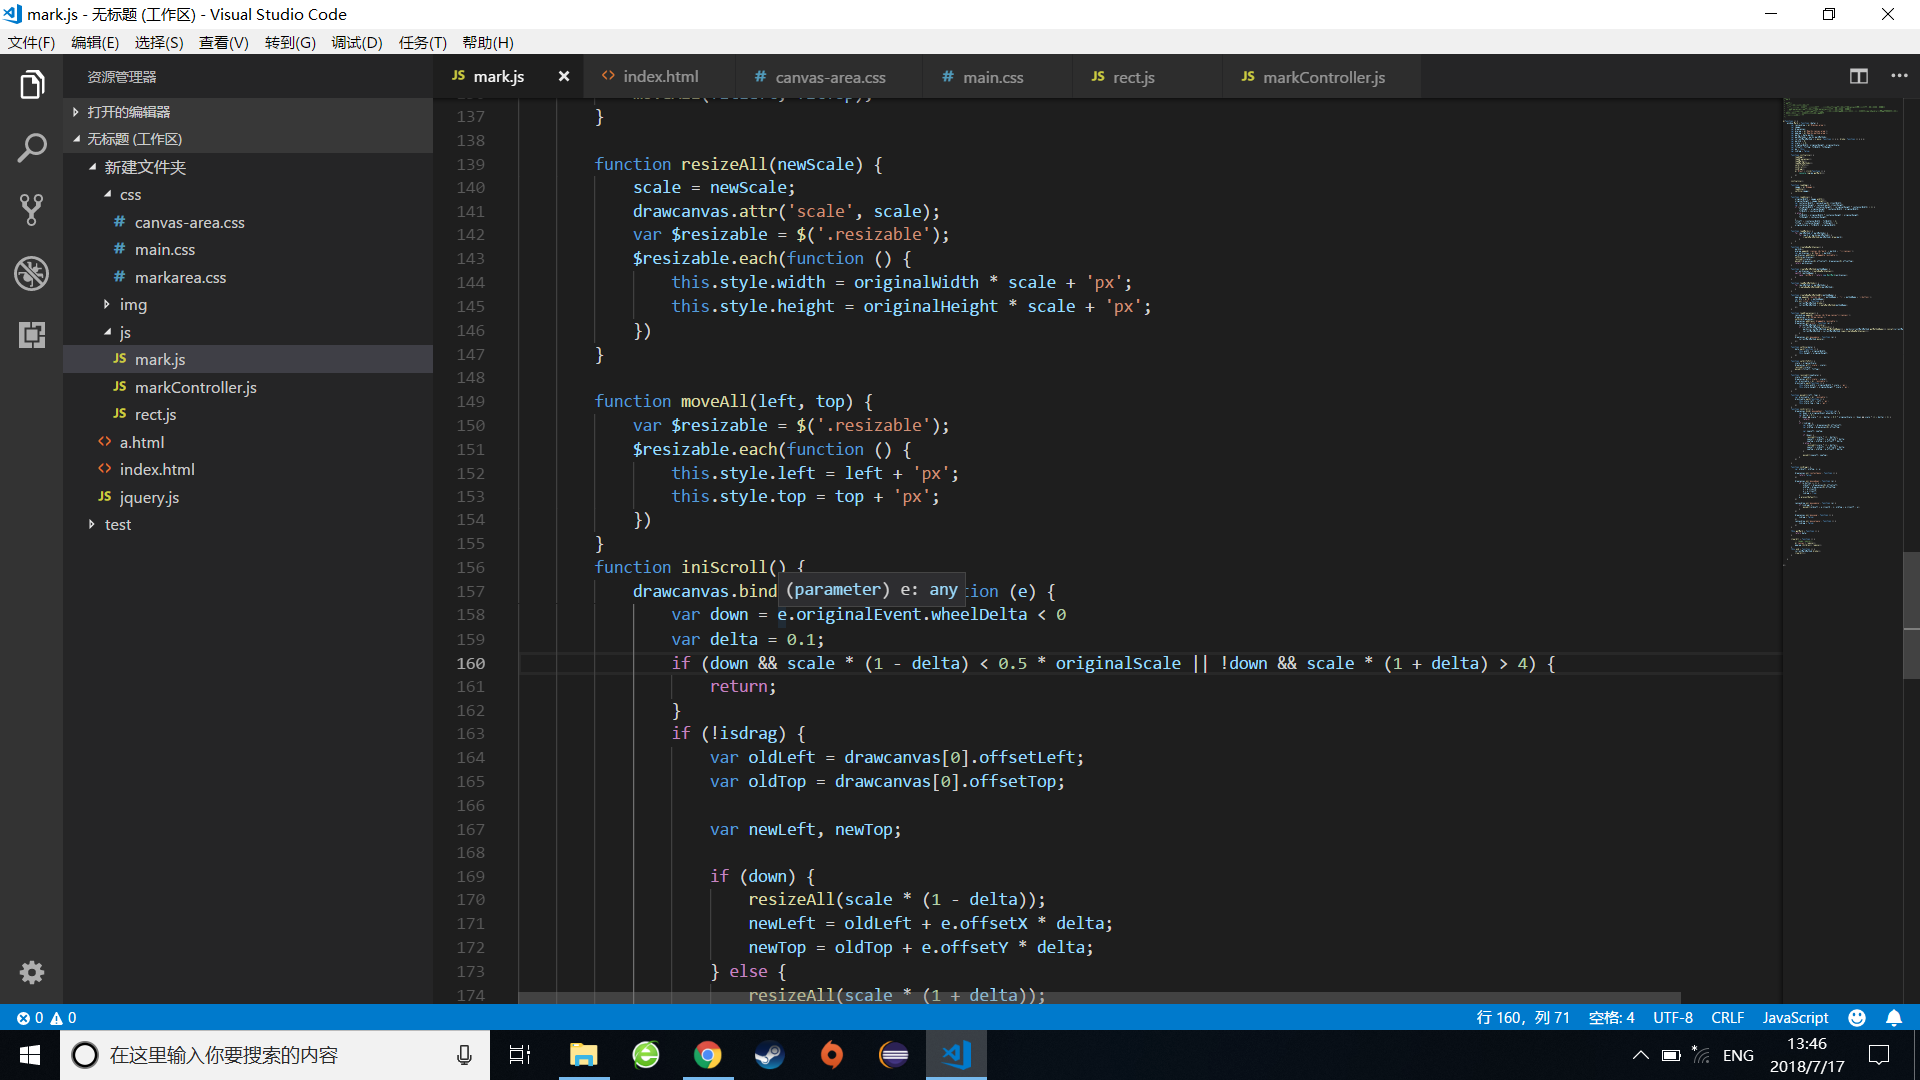 mark.js - 无标题 (工作区) - Visual Studio Code
文件(F) 编辑(E) 选择(S) 查看(V) 转到(G) 调试(D) 任务(T) 帮助(H)
资源管理器
打开的编辑器
无标题 (工作区)
新建文件夹
css
# canvas-area.css
# main.css
# markarea.css
img
js
JS mark.js
JS markController.js
JS rect.js
<> a.html
<> index.html
JS jquery.js
test
JS mark.js
<> index.html
# canvas-area.css
# main.css
JS rect.js
JS markController.js
137 }
138
139 function resizeAll(newScale) {
140 scale = newScale;
141 drawcanvas.attr('scale', scale);
142 var $resizable = $('.resizable');
143 $resizable.each(function () {
144 this.style.width = originalWidth * scale + 'px';
145 this.style.height = originalHeight * scale + 'px';
146 })
147 }
148
149 function moveAll(left, top) {
150 var $resizable = $('.resizable');
151 $resizable.each(function () {
152 this.style.left = left + 'px';
153 this.style.top = top + 'px';
154 })
155 }
156 function iniScroll() {
157 drawcanvas.bind (parameter) e: any tion (e) {
158 var down = e.originalEvent.wheelDelta < 0
159 var delta = 0.1;
160 if (down && scale * (1 - delta) < 0.5 * originalScale || !down && scale * (1 + delta) > 4) {
161 return;
162 }
163 if (!isdrag) {
164 var oldLeft = drawcanvas[0].offsetLeft;
165 var oldTop = drawcanvas[0].offsetTop;
166
167 var newLeft, newTop;
168
169 if (down) {
170 resizeAll(scale * (1 - delta));
171 newLeft = oldLeft + e.offsetX * delta;
172 newTop = oldTop + e.offsetY * delta;
173 } else {
174 resizeAll(scale * (1 + delta));
0 0
行 160，列 71 空格: 4 UTF-8 CRLF JavaScript
在这里输入你要搜索的内容
ENG
13:46
2018/7/17